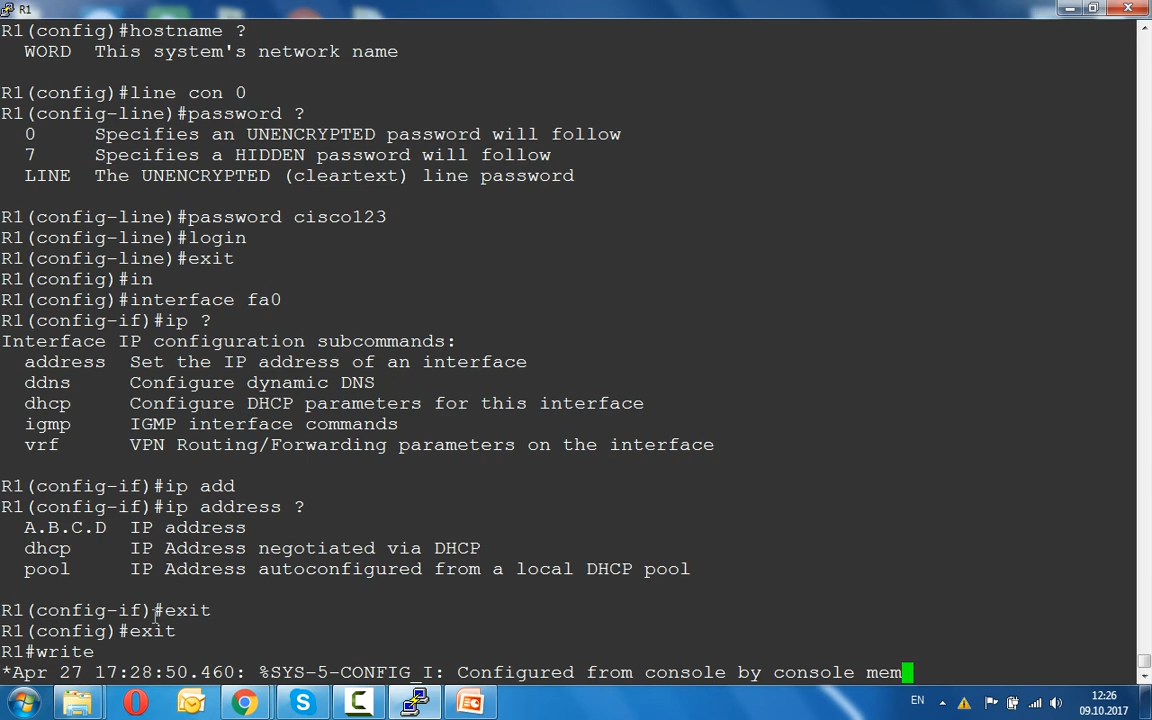 R1
R1(config)#hostname ?
  WORD  This system's network name
R1(config)#line con 0
R1(config-line)#password ?
  0     Specifies an UNENCRYPTED password will follow
  7     Specifies a HIDDEN password will follow
  LINE  The UNENCRYPTED (cleartext) line password
R1(config-line)#password cisco123
R1(config-line)#login
R1(config-line)#exit
R1(config)#in
R1(config)#interface fa0
R1(config-if)#ip ?
Interface IP configuration subcommands:
  address  Set the IP address of an interface
  ddns     Configure dynamic DNS
  dhcp     Configure DHCP parameters for this interface
  igmp     IGMP interface commands
  vrf      VPN Routing/Forwarding parameters on the interface
R1(config-if)#ip add
R1(config-if)#ip address ?
  A.B.C.D  IP address
  dhcp     IP Address negotiated via DHCP
  pool     IP Address autoconfigured from a local DHCP pool
R1(config-if)#exit
R1(config)#exit
R1#write
*Apr 27 17:28:50.460: %SYS-5-CONFIG_I: Configured from console by console mem
EN
12:26
09.10.2017